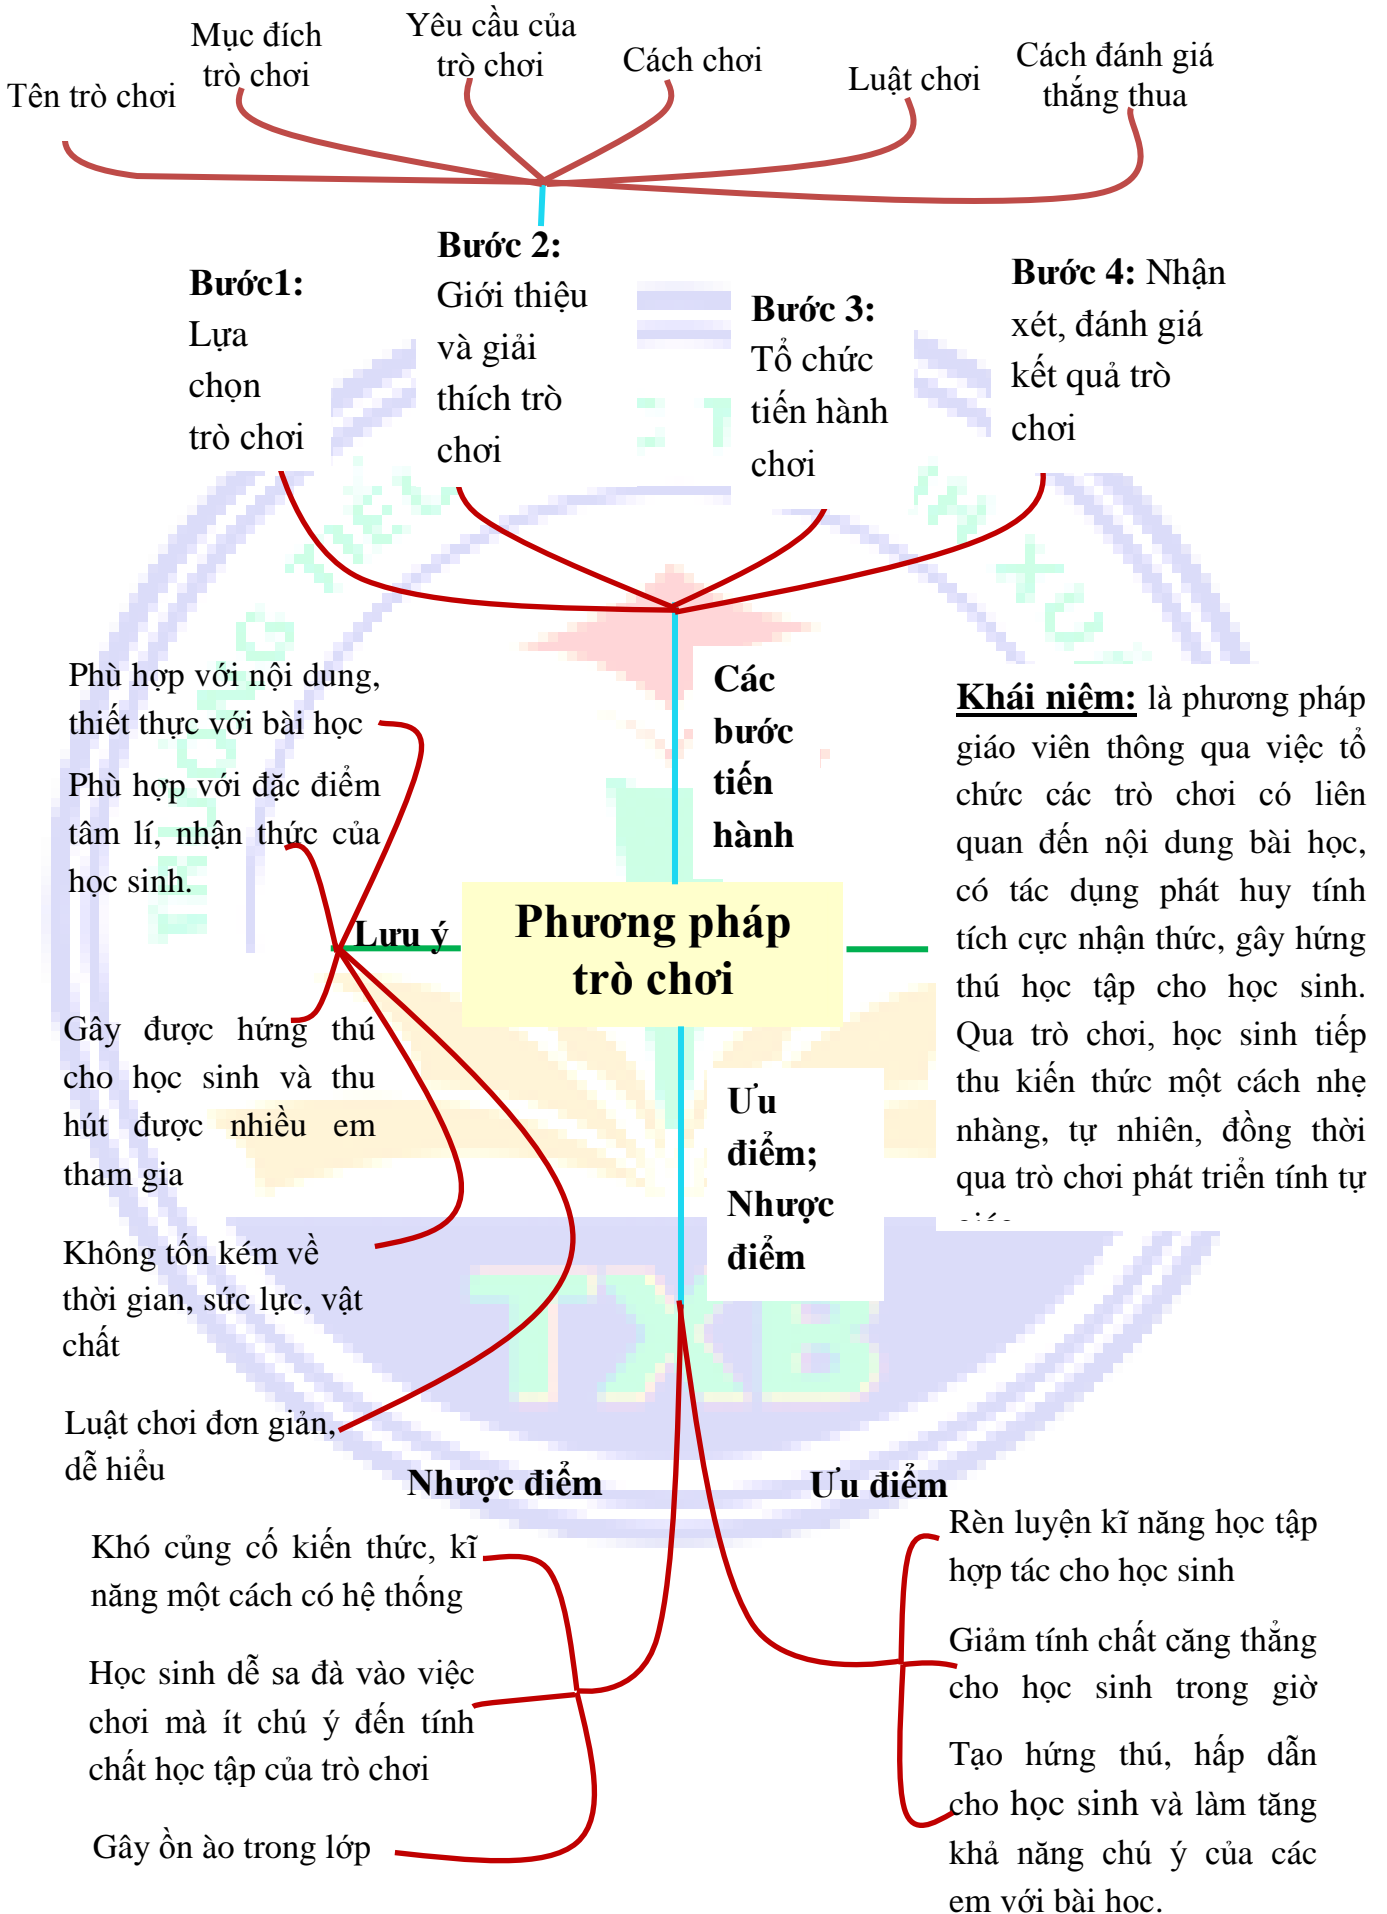 Tên trò chơi
Mục đích
trò chơi
Yêu cầu của
trò chơi
Cách chơi
Luật chơi
Cách đánh giá
thắng thua
Bước1:
Lựa
chọn
trò chơi
Bước 2:
Giới thiệu
và giải
thích trò
chơi
Bước 3:
Tổ chức
tiến hành
chơi
Bước 4: Nhận
xét, đánh giá
kết quả trò
chơi
Các
bước
tiến
hành
Phù hợp với nội dung,
thiết thực với bài học
Phù hợp với đặc điểm
tâm lí, nhận thức của
học sinh.
Lưu ý
Gây được hứng thú
cho học sinh và thu
hút được nhiều em
tham gia
Không tốn kém về
thời gian, sức lực, vật
chất
Luật chơi đơn giản,
dễ hiểu
Phương pháp
trò chơi
Khái niệm: là phương pháp
giáo viên thông qua việc tổ
chức các trò chơi có liên
quan đến nội dung bài học,
có tác dụng phát huy tính
tích cực nhận thức, gây hứng
thú học tập cho học sinh.
Qua trò chơi, học sinh tiếp
thu kiến thức một cách nhẹ
nhàng, tự nhiên, đồng thời
qua trò chơi phát triển tính tự
Ưu
điểm;
Nhược
điểm
Nhược điểm
Khó củng cố kiến thức, kĩ
năng một cách có hệ thống
Học sinh dễ sa đà vào việc
chơi mà ít chú ý đến tính
chất học tập của trò chơi
Gây ồn ào trong lớp
Ưu điểm
Rèn luyện kĩ năng học tập
hợp tác cho học sinh
Giảm tính chất căng thẳng
cho học sinh trong giờ
Tạo hứng thú, hấp dẫn
cho học sinh và làm tăng
khả năng chú ý của các
em với bài hoc.
TXB